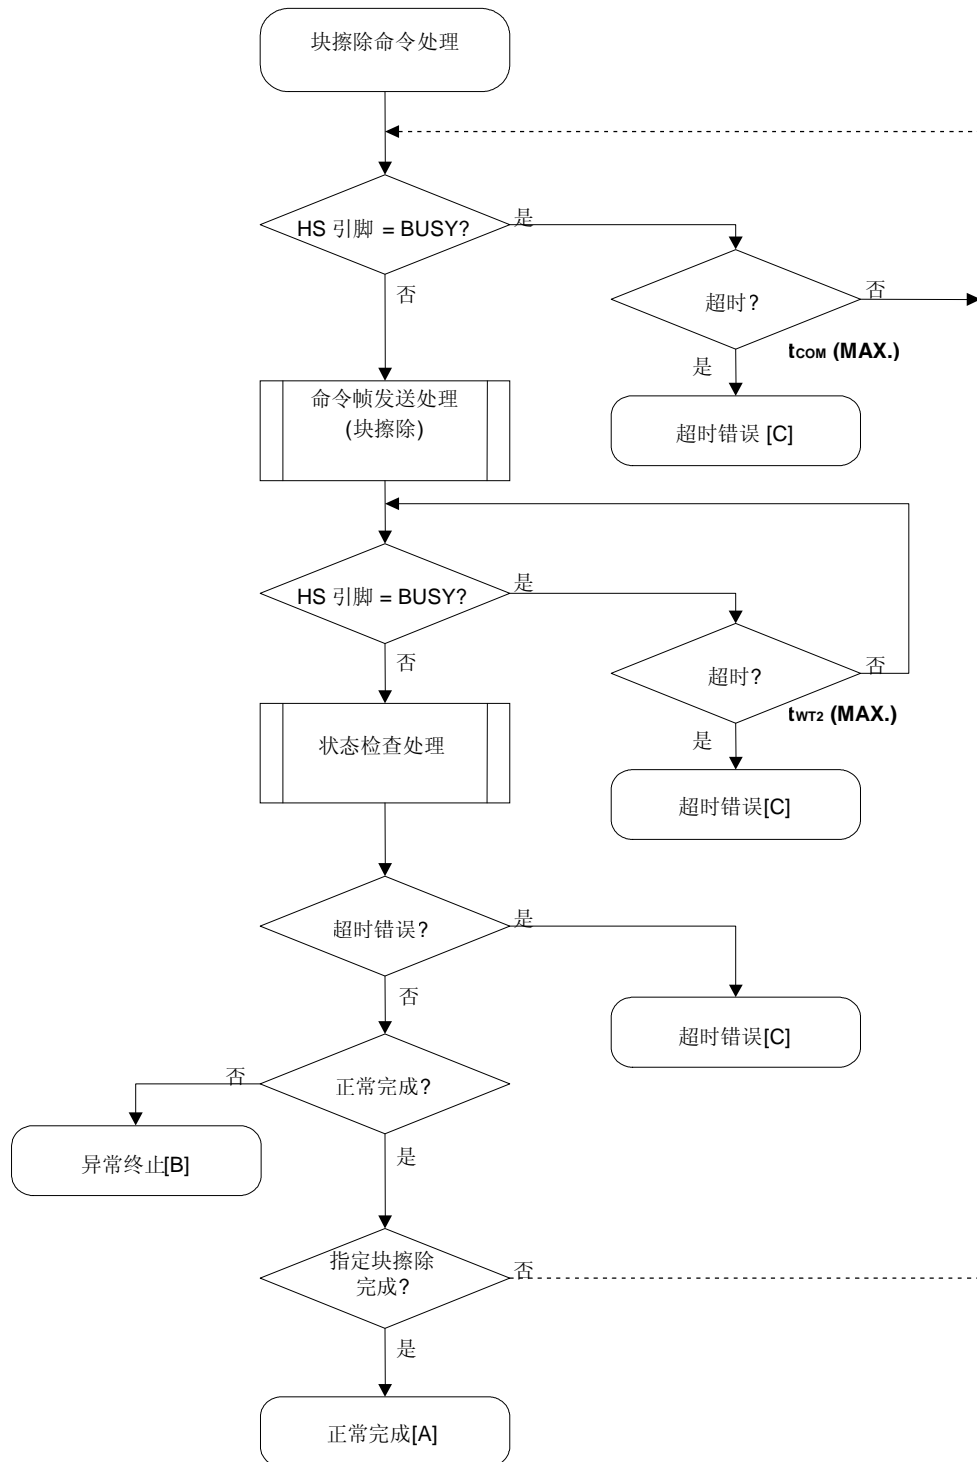 块擦除命令处理
HS 引脚 = BUSY?
是
否
超时?
否
tCOM (MAX.)
是
超时错误 [C]
命令帧发送处理
(块擦除)
HS 引脚 = BUSY?
是
否
超时?
否
tWT2 (MAX.)
是
超时错误[C]
状态检查处理
超时错误?
是
否
超时错误[C]
正常完成?
否
是
异常终止[B]
指定块擦除
完成?
否
是
正常完成[A]